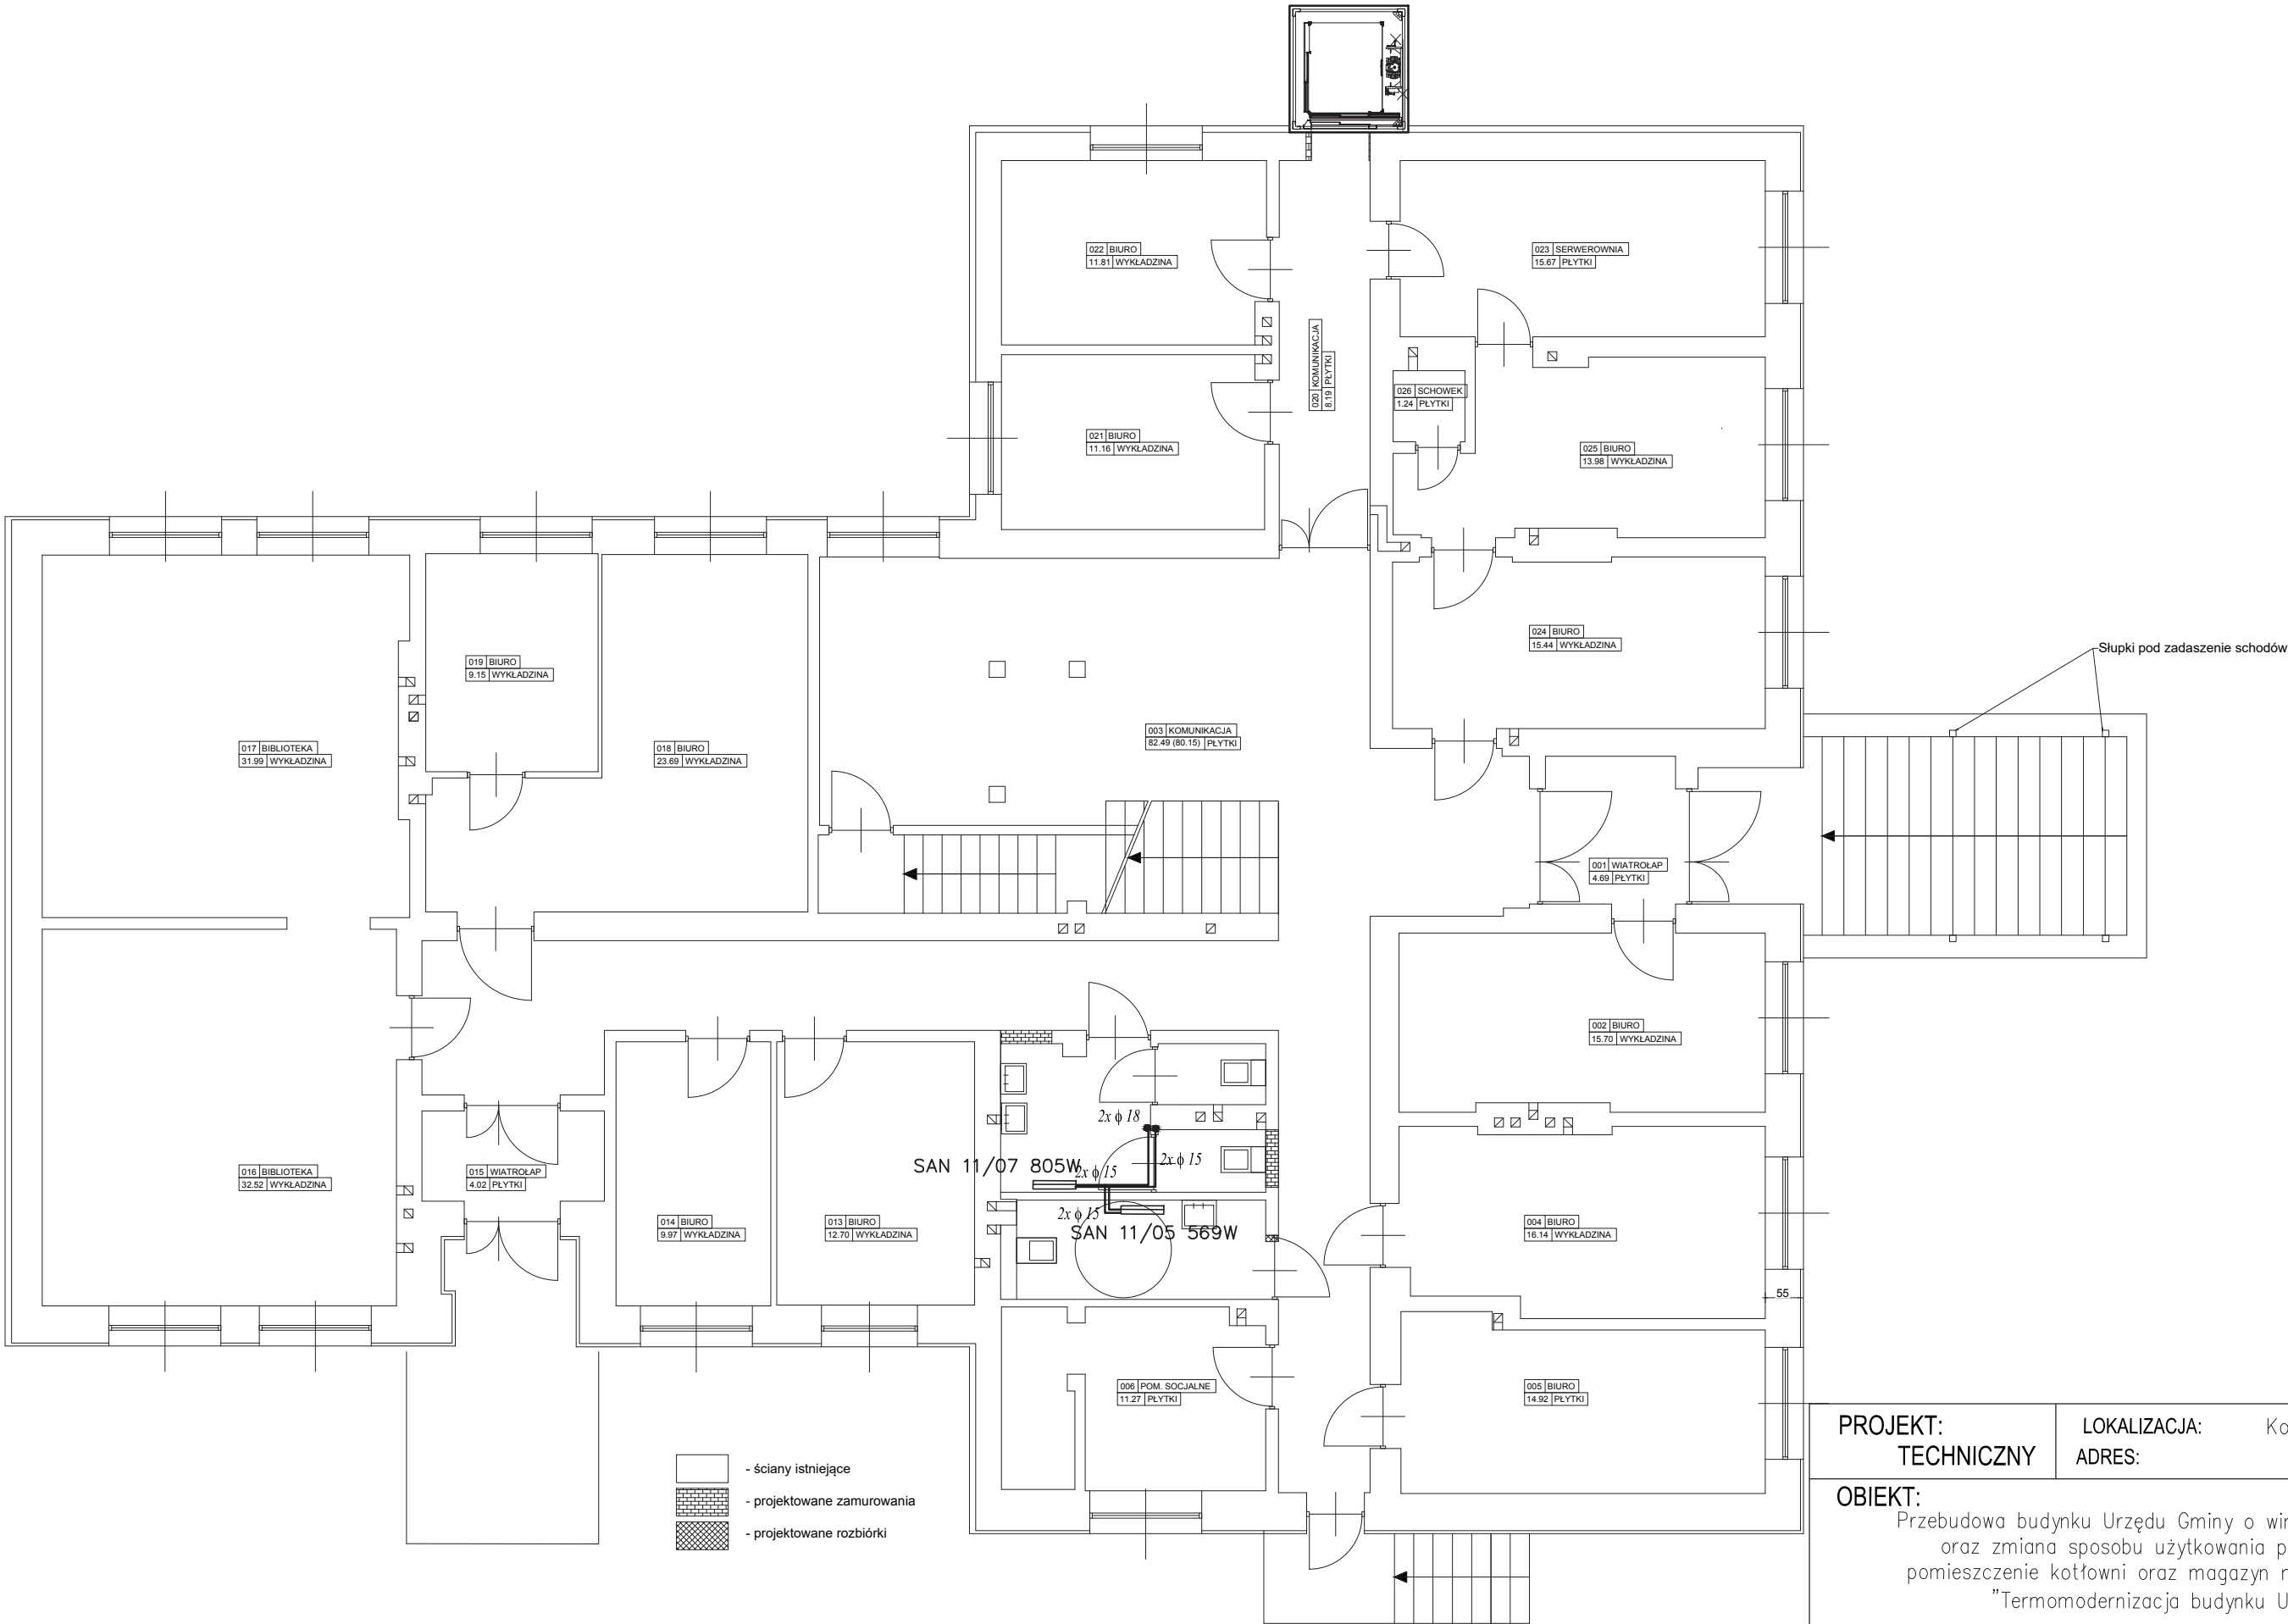 022 BIURO
11.81 WYKŁADZINA
023 SERWEROWNIA
15.67 PŁYTKI
020 KOMUNIKACJA
8.19 PŁYTKI
026 SCHOWEK
1.24 PŁYTKI
021 BIURO
11.16 WYKŁADZINA
025 BIURO
13.98 WYKŁADZINA
024 BIURO
15.44 WYKŁADZINA
Słupki pod zadaszenie schodów
019 BIURO
9.15 WYKŁADZINA
017 BIBLIOTEKA
31.99 WYKŁADZINA
018 BIURO
23.69 WYKŁADZINA
003 KOMUNIKACJA
82.49 (80.15) PŁYTKI
001 WIATROŁAP
4.69 PŁYTKI
002 BIURO
15.70 WYKŁADZINA
2x ϕ 18
SAN 11/07 805W
2x ϕ 15
2x ϕ 15
016 BIBLIOTEKA
32.52 WYKŁADZINA
015 WIATROŁAP
4.02 PŁYTKI
014 BIURO
9.97 WYKŁADZINA
013 BIURO
12.70 WYKŁADZINA
2x ϕ 15
SAN 11/05 569W
004 BIURO
16.14 WYKŁADZINA
55
006 POM. SOCJALNE
11.27 PŁYTKI
005 BIURO
14.92 PŁYTKI
- ściany istniejące
- projektowane zamurowania
- projektowane rozbiórki
PROJEKT:
TECHNICZNY
LOKALIZACJA:
ADRES:
OBIEKT:
Przebudowa budynku Urzędu Gminy o
oraz zmiana sposobu użytkowania
pomieszczenie kotłowni oraz magazyn
"Termomodernizacja budynku